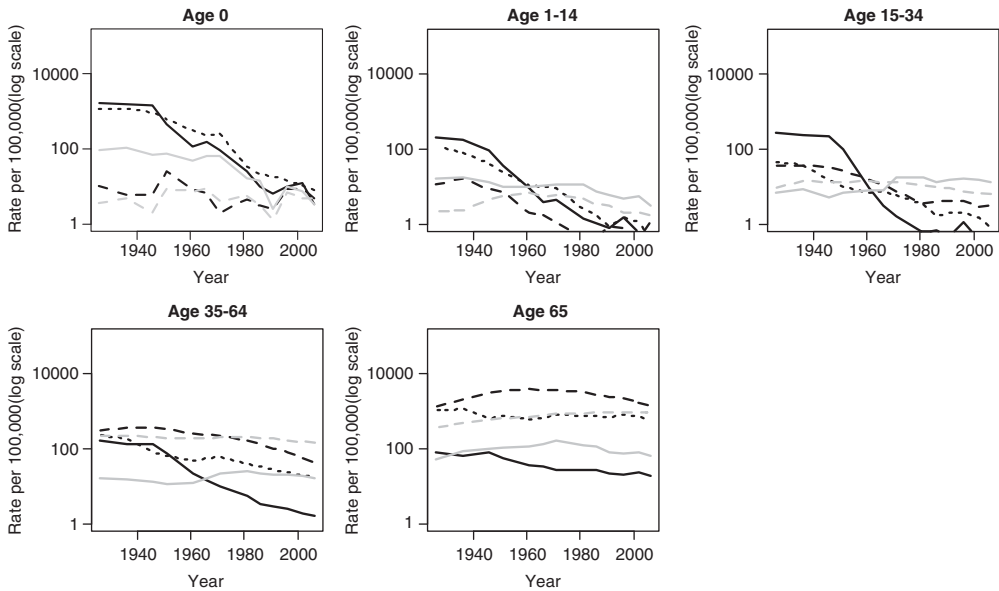 Age 0
Rate per 100,000(log scale)
10000
100
1
1940 1960 1980 2000
Year
Age 1-14
Rate per 100,000(log scale)
10000
100
1
1940 1960 1980 2000
Year
Age 15-34
Rate per 100,000(log scale)
10000
100
1
1940 1960 1980 2000
Year
Age 35-64
Rate per 100,000(log scale)
10000
100
1
1940 1960 1980 2000
Year
Age 65
Rate per 100,000(log scale)
10000
100
1
1940 1960 1980 2000
Year